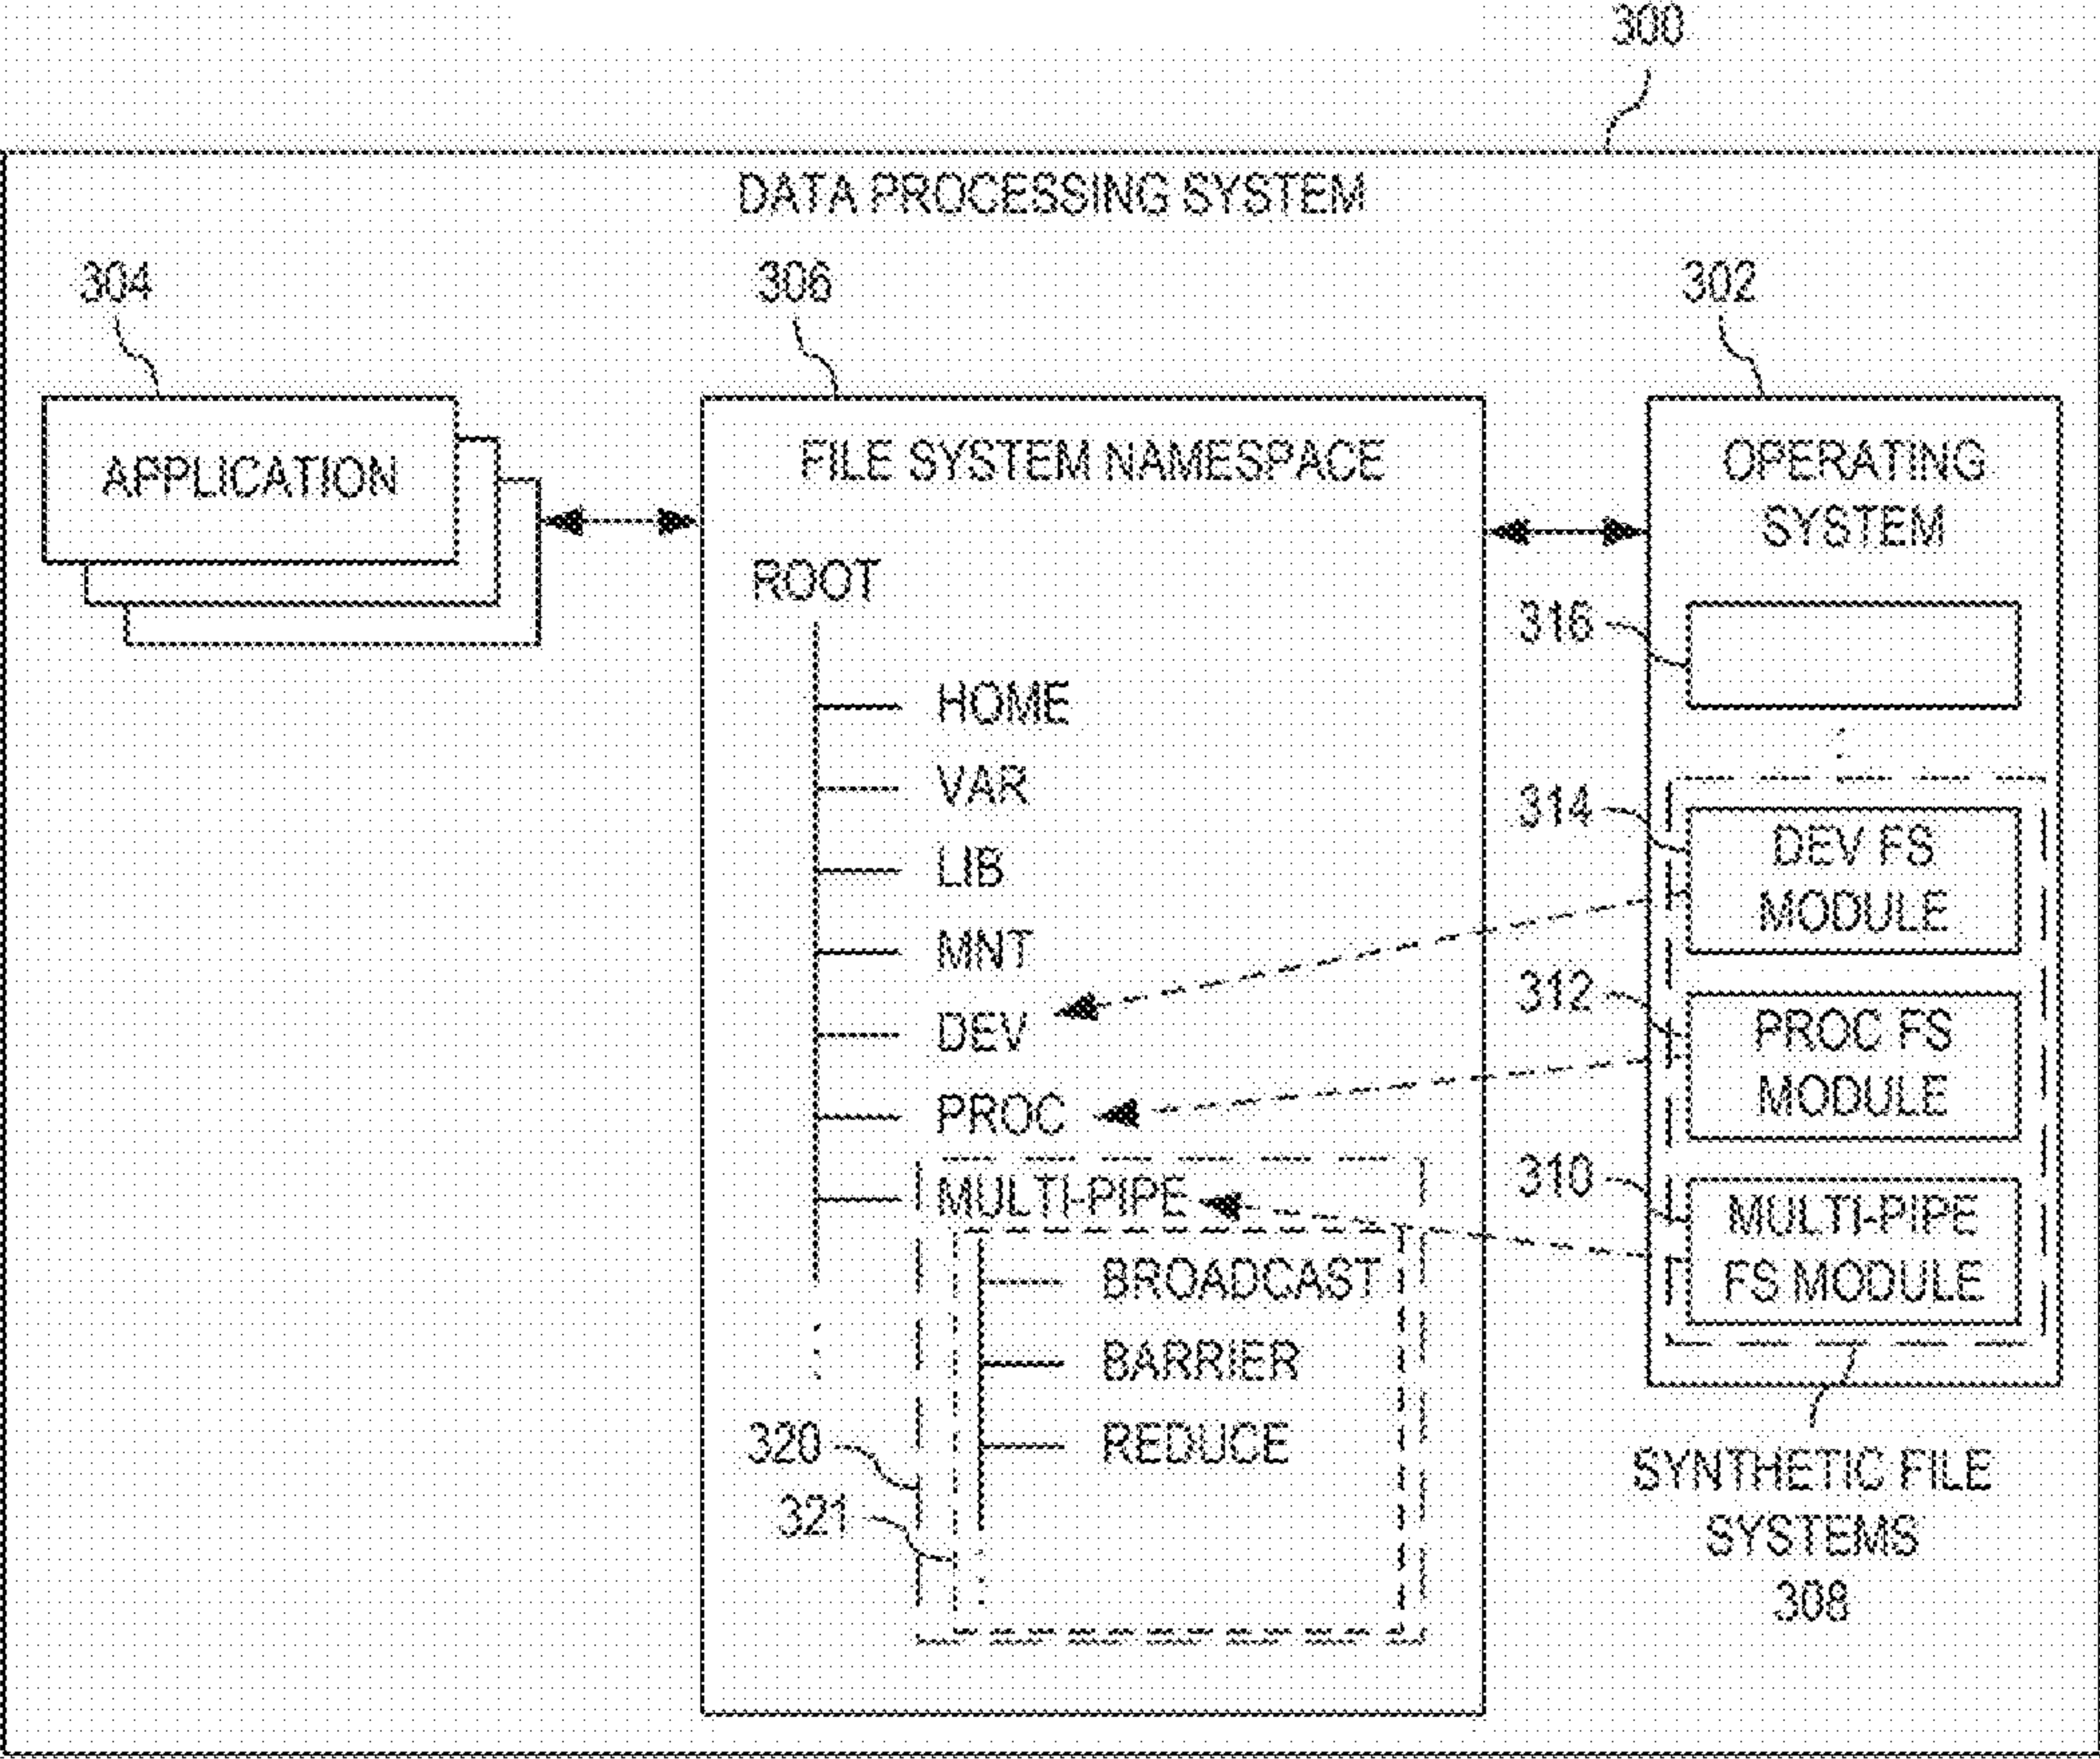 300
DATA PROCESSING SYSTEM
304
306
302
APPLICATION
FILE SYSTEM NAMESPACE
OPERATING
SYSTEM
ROOT
316
HOME
VAR
LIB
MNT
DEV
PROC
MULTI-PIPE
BROADCAST
BARRIER
REDUCE
320
321
314
DEV FS
MODULE
312
PROC FS
MODULE
310
MULTI-PIPE
FS MODULE
SYNTHETIC FILE
SYSTEMS
308